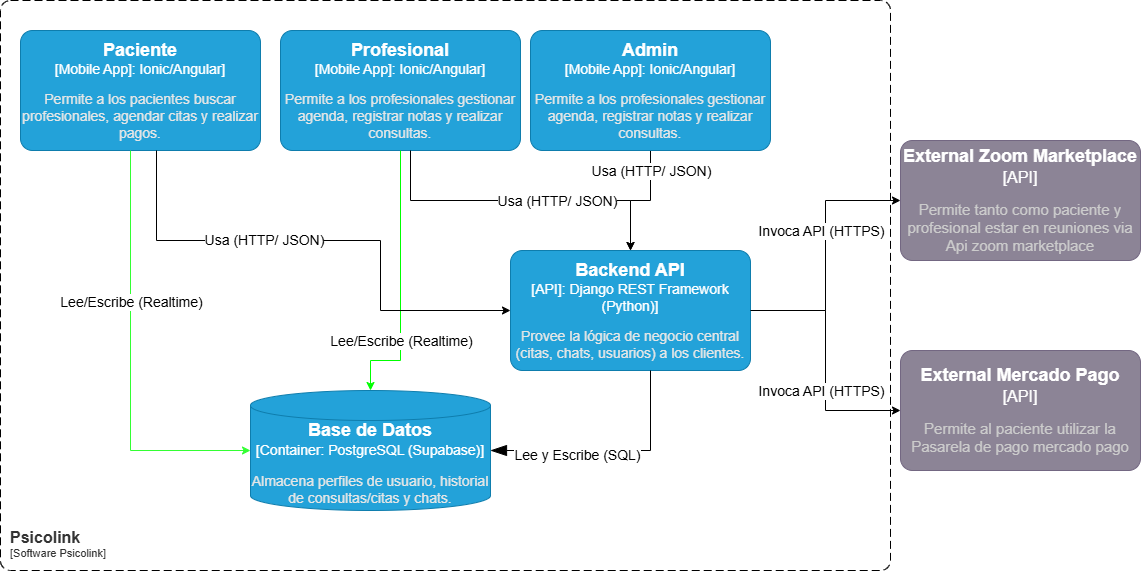 Paciente
[Mobile App]: Ionic/Angular]
Permite a los pacientes buscar
profesionales, agendar citas y realizar
pagos.
Profesional
[Mobile App]: Ionic/Angular]
Permite a los profesionales gestionar
agenda, registrar notas y realizar
consultas.
Admin
[Mobile App]: Ionic/Angular]
Permite a los profesionales gestionar
agenda, registrar notas y realizar
consultas.
Usa (HTTP/ JSON)
Usa (HTTP/ JSON)
Usa (HTTP/ JSON)
Invoca API (HTTPS)
External Zoom Marketplace
[API]
Permite tanto como paciente y
profesional estar en reuniones via
Api zoom marketplace
Backend API
[API]: Django REST Framework
(Python)]
Provee la lógica de negocio central
(citas, chats, usuarios) a los clientes.
Lee/Escribe (Realtime)
Lee/Escribe (Realtime)
Invoca API (HTTPS)
External Mercado Pago
[API]
Permite al paciente utilizar la
Pasarela de pago mercado pago
Base de Datos
[Container: PostgreSQL (Supabase)]
Almacena perfiles de usuario, historial
de consultas/citas y chats.
Lee y Escribe (SQL)
Psicolink
[Software Psicolink]